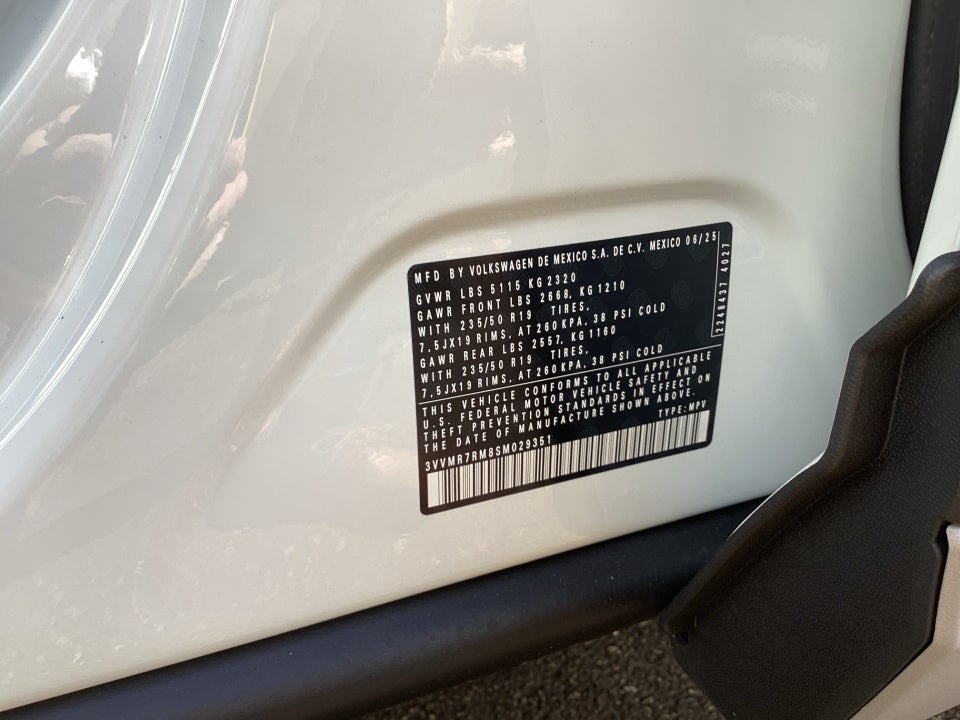 MFD BY VOLKSWAGEN DE MEXICO S.A. DE C.V. MEXICO 06/25
GVWR LBS 5115 KG 2320
GAWR FRONT LBS 2668, KG 1210
WITH 235/50 R19 TIRES,
7.5JX19 RIMS, AT 260 KPA, 38 PSI COLD
GAWR REAR LBS 2557, KG 1160
WITH 235/50 R19 TIRES,
7.5JX19 RIMS, AT 260 KPA, 38 PSI COLD
2248437 4027
THIS VEHICLE CONFORMS TO ALL APPLICABLE
U.S. FEDERAL MOTOR VEHICLE SAFETY AND
THEFT PREVENTION STANDARDS IN EFFECT ON
THE DATE OF MANUFACTURE SHOWN ABOVE.
3VVMR7RM8SM029351 TYPE: MPV